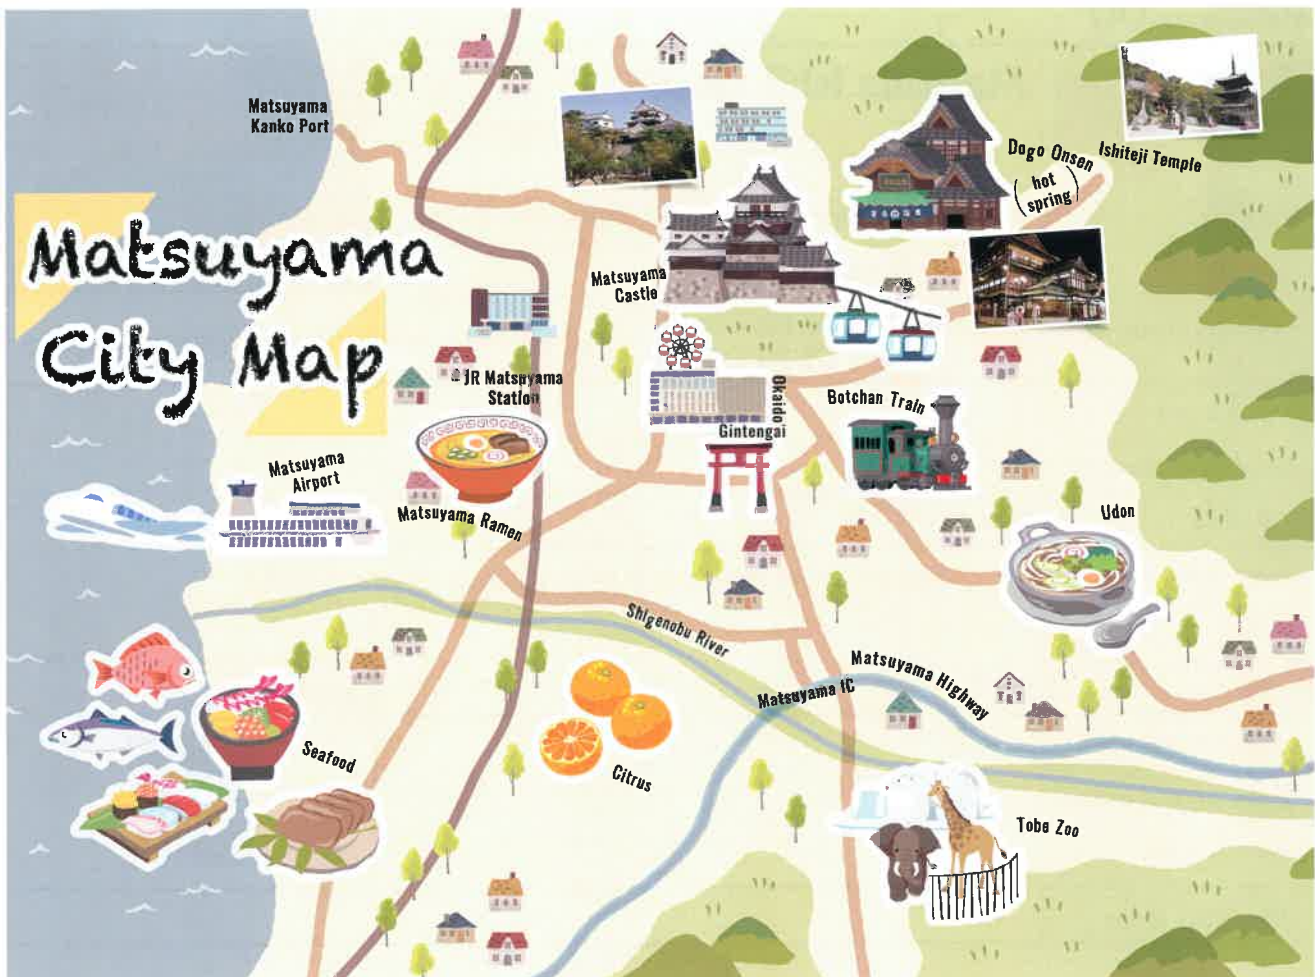 Matsuyama
Kanko Port
Matsuyama
City Map
Dogo Onsen
(hot
spring)
Ishiteji Temple
Matsuyama
Castle
JR Matsuyama
Station
Okaido
Gintengai
Botchan Train
Matsuyama
Airport
Matsuyama Ramen
Udon
Shigenobu River
Matsuyama IC
Matsuyama Highway
Seafood
Citrus
Tobe Zoo